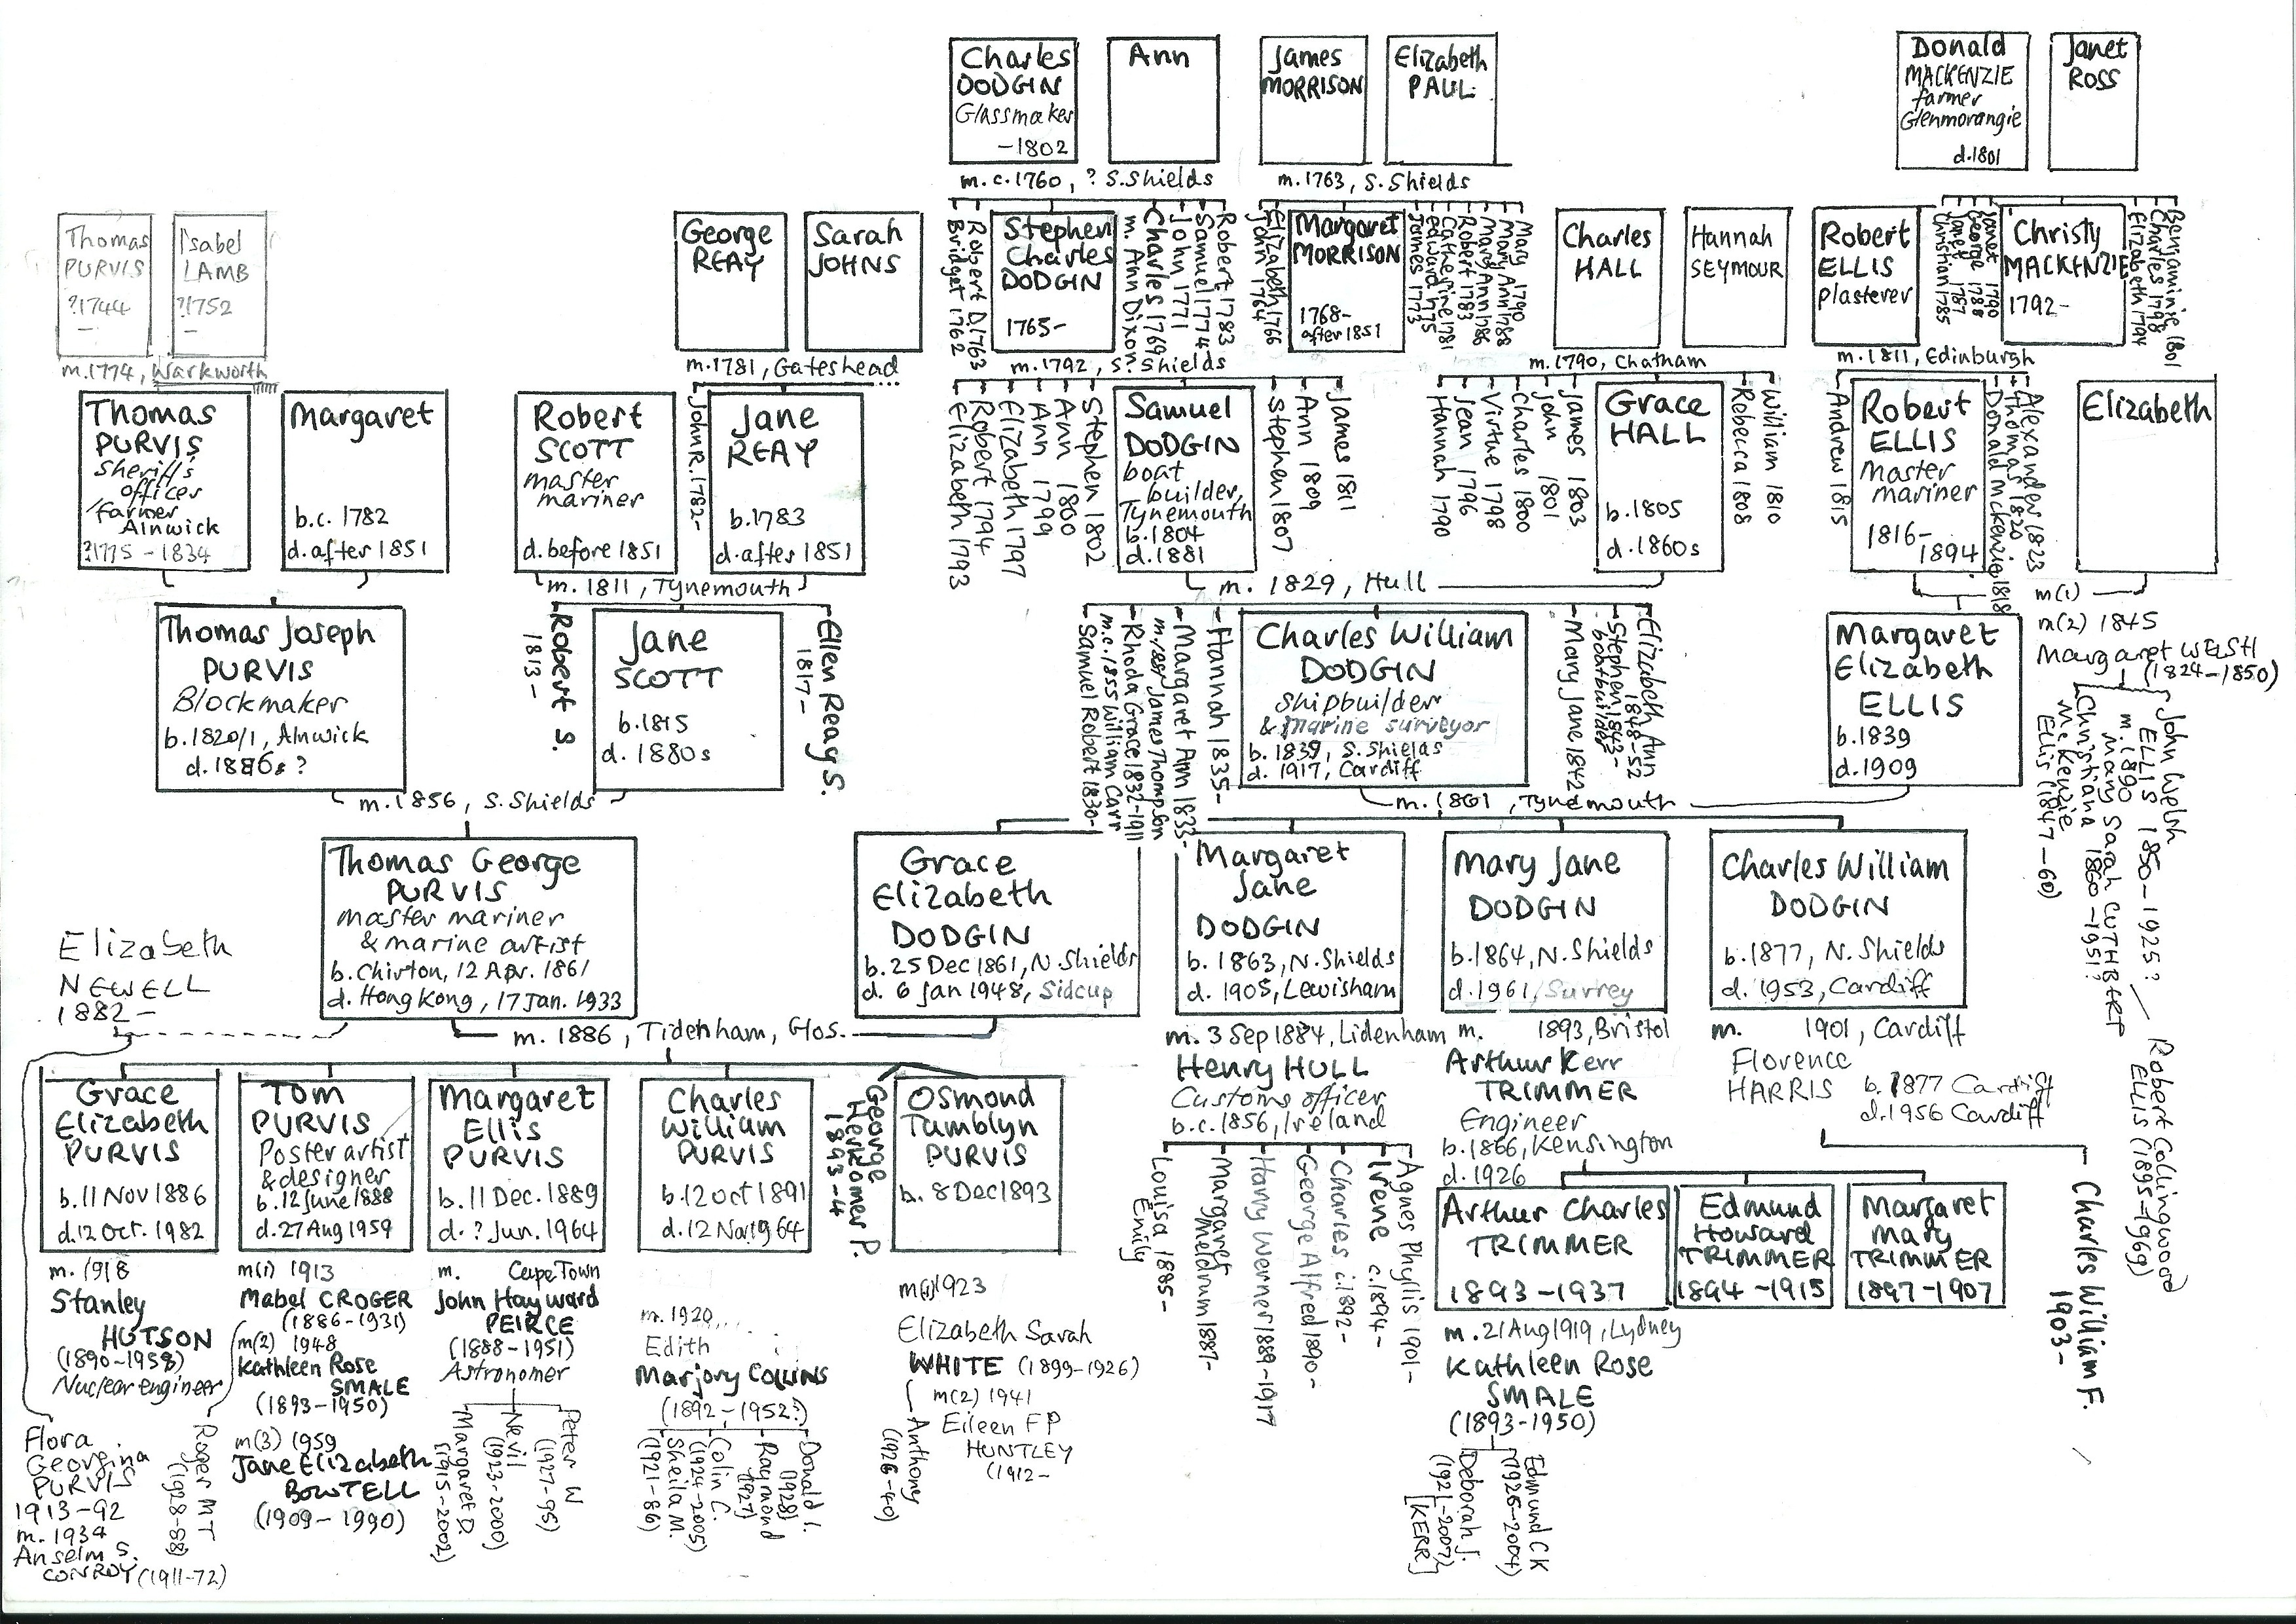 Charles
DODGIN
Glassmaker
-1802
Ann
m. c. 1760, ? S. Shields
James
MORRISON
Elizabeth
PAUL
m. 1763, S. Shields
Donald
MACKENZIE
farmer
Glenmorangie
d. 1801
Janet
ROSS
Thomas
PURVIS
?1744
-
Isabel
LAMB
?1752
-
m. 1774, Warkworth
George
REAY
Sarah
JOHNS
m. 1781, Gateshead
Bridget 1762
Robert D. 1763
Stephen
Charles
DODGIN
1765-
m. Ann Dixon
Charles 1769
John 1771
Samuel 1774
Robert 1783
m. 1792, S. Shields
John 1764
Elizabeth 1766
Margaret
MORRISON
1768-
after 1851
James 1773
Edward 1775
Catherine 1781
Robert 1783
Mary Ann 1786
Mary Ann 1788
Mary 1790
Charles
HALL
Hannah
SEYMOUR
m. 1790, Chatham
Robert
ELLIS
plasterer
Christian 1785
Janet 1787
George 1788
Janet 1790
Christy
MACKENZIE
1792-
Elizabeth 1794
Charles 1798
Benjaminie, 1801
m. 1811, Edinburgh
Thomas
PURVIS
Sheriff's
officer
/farmer
Alnwick
?1775 - 1834
Margaret
b.c. 1782
d. after 1851
Robert
SCOTT
master
mariner
d. before 1851
John R. 1782-
Jane
REAY
b. 1783
d. after 1851
m. 1811, Tynemouth
Elizabeth 1793
Robert 1794
Elizabeth 1797
Ann 1799
Ann 1800
Stephen 1802
Samuel
DODGIN
boat
builder,
Tynemouth
b. 1804
d. 1881
Stephen 1807
Ann 1809
James 1811
Hannah 1790
Jean 1796
Virtue 1798
Charles 1800
John 1801
James 1803
Grace
HALL
b. 1805
d. 1860s
Rebecca 1808
William 1810
m. 1829, Hull
Andrew 1815
Robert
ELLIS
Master
mariner
1816-
1894
Donald McKenzie 1818
Thomas 1820
Alexander 1823
Elizabeth
m(1)
m(2) 1845
Margaret WELSH
(1824-1850)
Thomas Joseph
PURVIS
Blockmaker
b. 1820/1, Alnwick
d. 1886s ?
Robert S.
1813 -
Jane
SCOTT
b. 1815
d. 1880s
Ellen Reay S.
1817 -
m. 1856, S. Shields
Samuel Robert 1830-
m. c. 1855 William Carr
Rhoda Grace 1832-1911
m. 1857 James Thompson
Margaret Ann 1833-
Hannah 1835-
Charles William
DODGIN
Shipbuilder
& marine surveyor
b. 1839, S. Shields
d. 1917, Cardiff
Mary Jane 1842
boatbuilder
Stephen 1843-
Elizabeth Ann
1848-52
Margaret
Elizabeth
ELLIS
b. 1839
d. 1909
m. 1861, Tynemouth
Christiana
McKenzie
ELLIS (1847-60)
John Welsh
ELLIS 1850-1925?
m. 1890
Mary Sarah CUTHBERT
1860-1951?
Robert Collingwood
ELLIS (1895-1969)
Thomas George
PURVIS
master mariner
& marine artist
b. Chirton, 12 Apr. 1861
d. Hong Kong, 17 Jan. 1933
Grace
Elizabeth
DODGIN
b. 25 Dec 1861, N. Shields
d. 6 Jan 1948, Sidcup
Margaret
Jane
DODGIN
b. 1863, N. Shields
d. 1905, Lewisham
Mary Jane
DODGIN
b. 1864, N. Shields
d. 1961, Surrey
Charles William
DODGIN
b. 1877, N. Shields
d. 1953, Cardiff
Elizabeth
NEWELL
1882-
m. 1886, Tidenham, Glos.
m. 3 Sep 1884, Lidenham
Henry HULL
Customs officer
b. c. 1856, Ireland
m. 1893, Bristol
Arthur Kerr
TRIMMER
Engineer
b. 1866, Kensington
d. 1926
m. 1901, Cardiff
Florence
HARRIS
b. 1877 Cardiff
d. 1956 Cardiff
Grace
Elizabeth
PURVIS
b. 11 Nov 1886
d. 12 Oct. 1982
Tom
PURVIS
Poster artist
& designer
b. 12 June 1888
d. 27 Aug 1959
Margaret
Ellis
PURVIS
b. 11 Dec. 1889
d. ? Jun. 1964
Charles
William
PURVIS
b. 12 Oct 1891
d. 12 Nov 1964
George
Herkomer P.
1893-4
Osmond
Tamblyn
PURVIS
b. 8 Dec 1893
Louisa 1885-
Emily
Margaret
Meldrum 1887-
Harry Werner 1889-1917
George Alfred 1890-
Charles c. 1892-
Irene c. 1894-
Agnes Phyllis 1901-
Arthur Charles
TRIMMER
1893-1937
Edmund
Howard
TRIMMER
1894-1915
Margaret
Mary
TRIMMER
1897-1907
Charles William F.
1903-
m. 1918
Stanley
HUTSON
(1890-1958)
Nuclear engineer
m(1) 1913
Mabel CROGER
(1886-1931)
m(2) 1948
Kathleen Rose
SMALE
(1893-1950)
m(3) 1959
Jane Elizabeth
BOWTELL
(1909-1990)
m. Cape Town
John Hayward
PEIRCE
(1888-1951)
Astronomer
m. 1920
Edith
Marjory COLLINS
(1892-1952?)
m(1) 1923
Elizabeth Sarah
WHITE (1899-1926)
m(2) 1941
Eileen FP
HUNTLEY
(1912-
m. 21 Aug 1919, Lydney
Kathleen Rose
SMALE
(1893-1950)
Flora
Georgina
PURVIS
1913-92
m. 1934
Anselm S.
CONROY (1911-72)
Roger M T
(1928-88)
Margaret D.
(1915-2002)
Nevil
(1923-2000)
Peter W
(1927-95)
Sheila M.
(1921-86)
Colin C.
(1924-2005)
Raymond
(1927)
Donald I.
(1928)
Anthony
(1926-40)
Deborah J.
(1921-2007)
[KERR]
Edmund C K
(1926-2004)